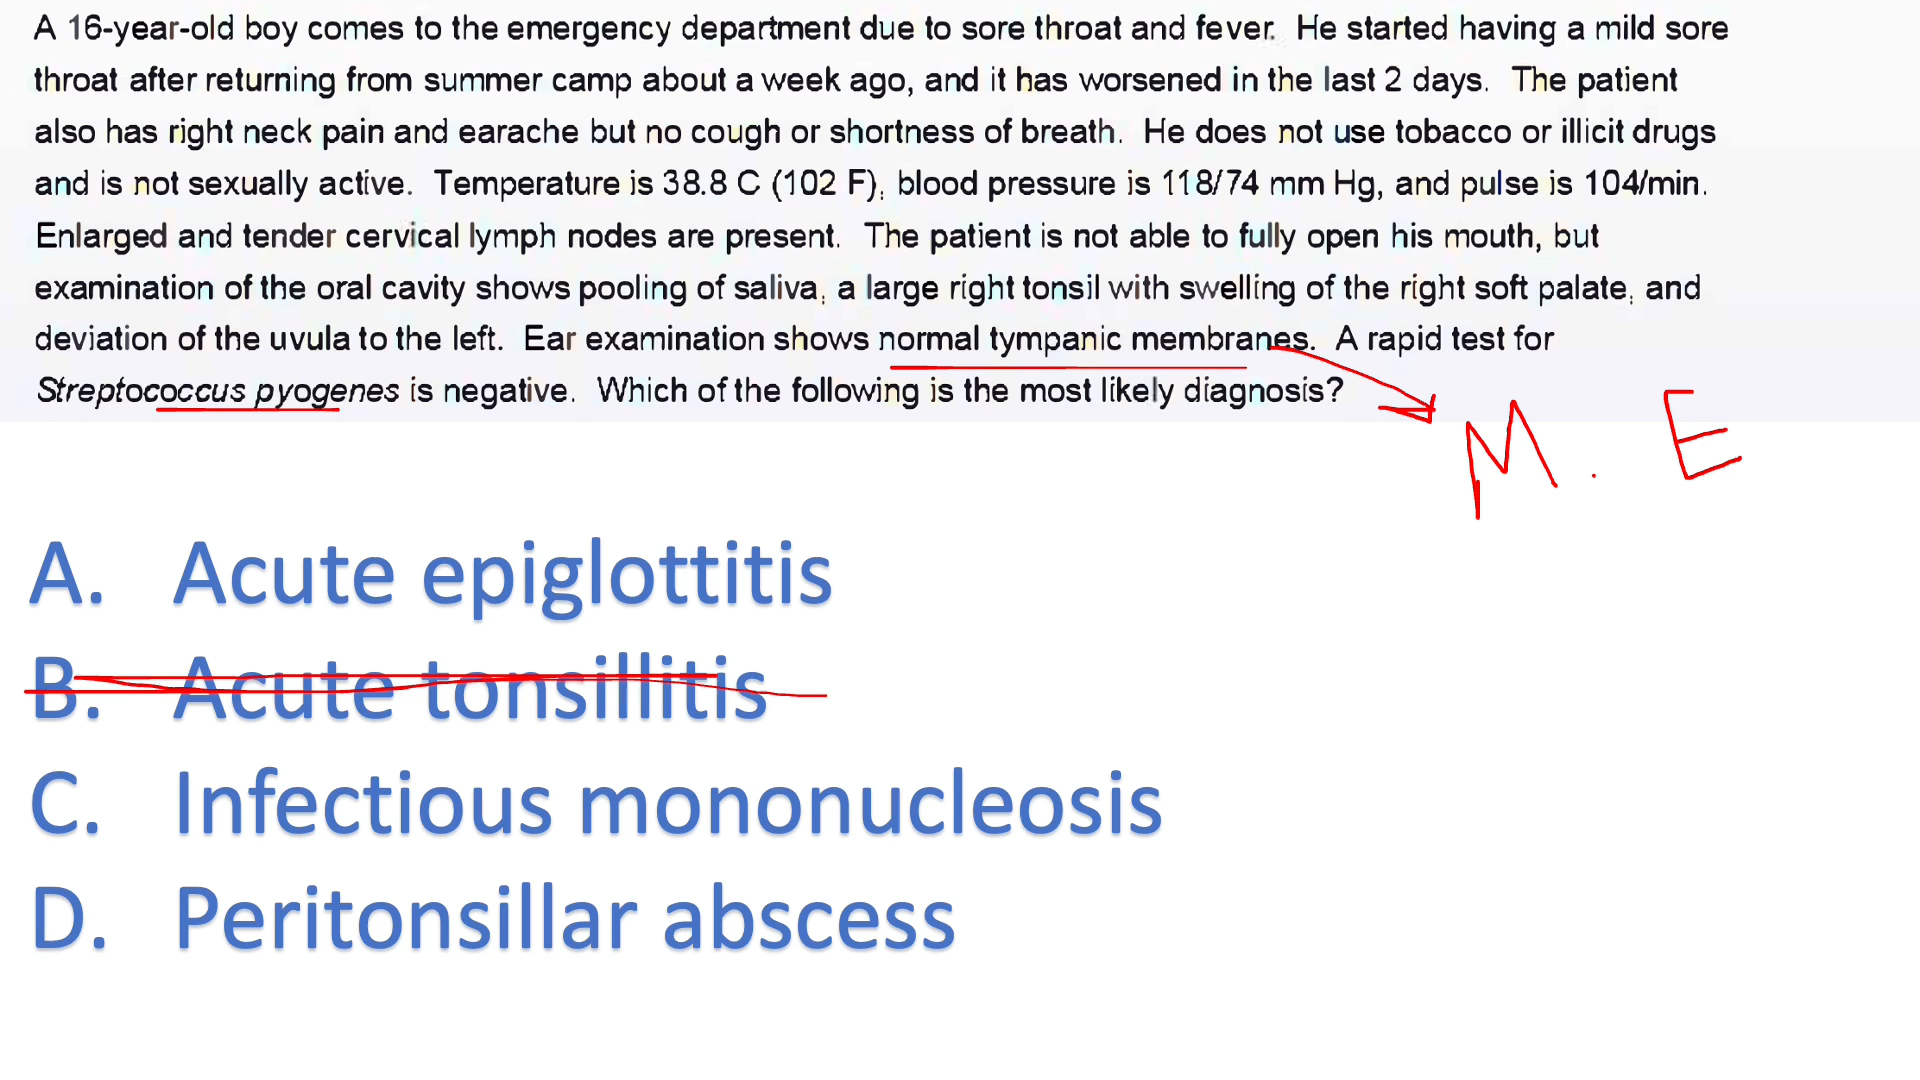 A 16-year-old boy comes to the emergency department due to sore throat and fever. He started having a mild sore
throat after returning from summer camp about a week ago, and it has worsened in the last 2 days. The patient
also has right neck pain and earache but no cough or shortness of breath. He does not use tobacco or illicit drugs
and is not sexually active. Temperature is 38.8 C (102 F), blood pressure is 118/74 mm Hg, and pulse is 104/min.
Enlarged and tender cervical lymph nodes are present. The patient is not able to fully open his mouth, but
examination of the oral cavity shows pooling of saliva, a large right tonsil with swelling of the right soft palate, and
deviation of the uvula to the left. Ear examination shows normal tympanic membranes. A rapid test for
Streptococcus pyogenes is negative. Which of the following is the most likely diagnosis?
M. E
A. Acute epiglottitis
B. Acute tonsillitis
C. Infectious mononucleosis
D. Peritonsillar abscess